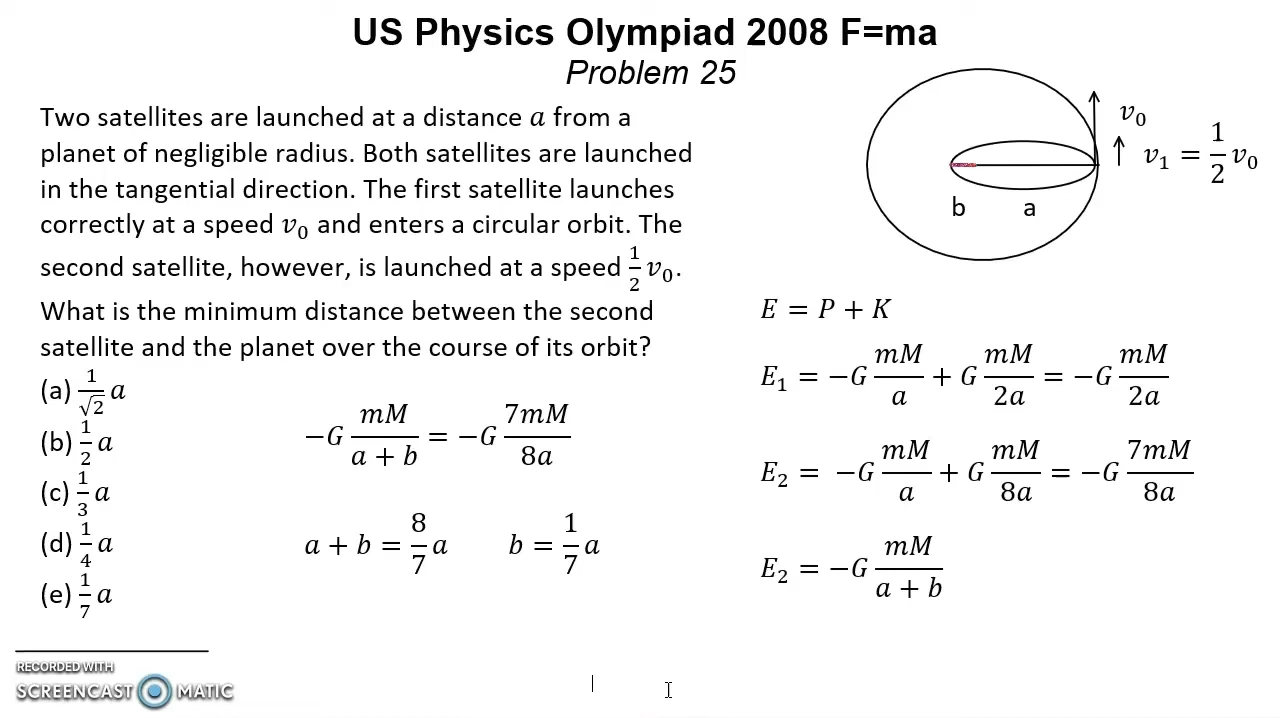 US Physics Olympiad 2008 F=ma
Problem 25
Two satellites are launched at a distance a from a
planet of negligible radius. Both satellites are launched
in the tangential direction. The first satellite launches
correctly at a speed v₀ and enters a circular orbit. The
second satellite, however, is launched at a speed 1/2 v₀.
What is the minimum distance between the second
satellite and the planet over the course of its orbit?
(a) 1/√2 a
(b) 1/2 a
(c) 1/3 a
(d) 1/4 a
(e) 1/7 a
−G mM/(a + b) = −G 7mM/8a
a + b = 8/7 a
b = 1/7 a
v₀
v₁ = 1/2 v₀
b
a
E = P + K
E₁ = −G mM/a + G mM/2a = −G mM/2a
E₂ = −G mM/a + G mM/8a = −G 7mM/8a
E₂ = −G mM/(a + b)
RECORDED WITH
SCREENCAST MATIC